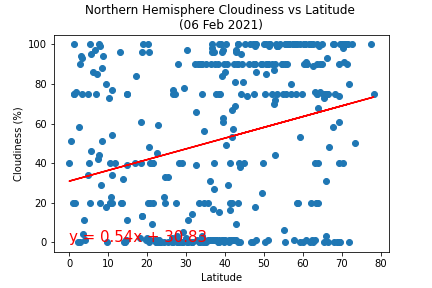 Northern Hemisphere Cloudiness vs Latitude
(06 Feb 2021)
100
80
60
40
20
0
Cloudiness (%)
y = 0.54x + 30.83
0 10 20 30 40 50 60 70 80
Latitude